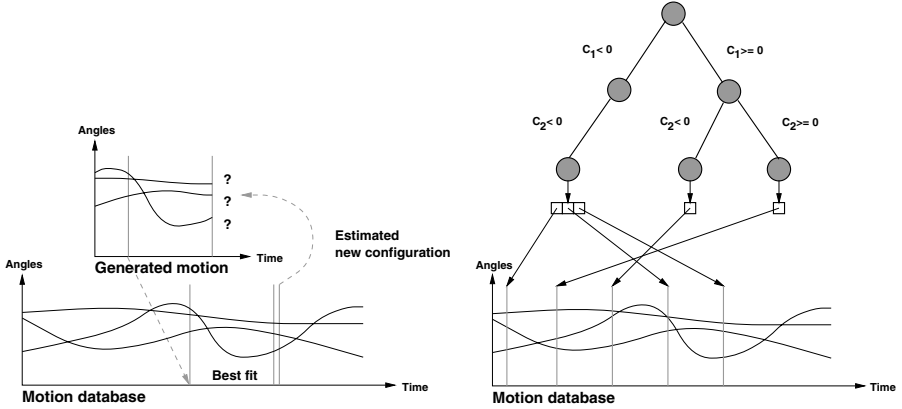 Angles
?
?
?
Time
Generated motion
Estimated
new configuration
Angles
Best fit
Time
Motion database
C1< 0
C1>= 0
C2< 0
C2< 0
C2>= 0
Angles
Time
Motion database